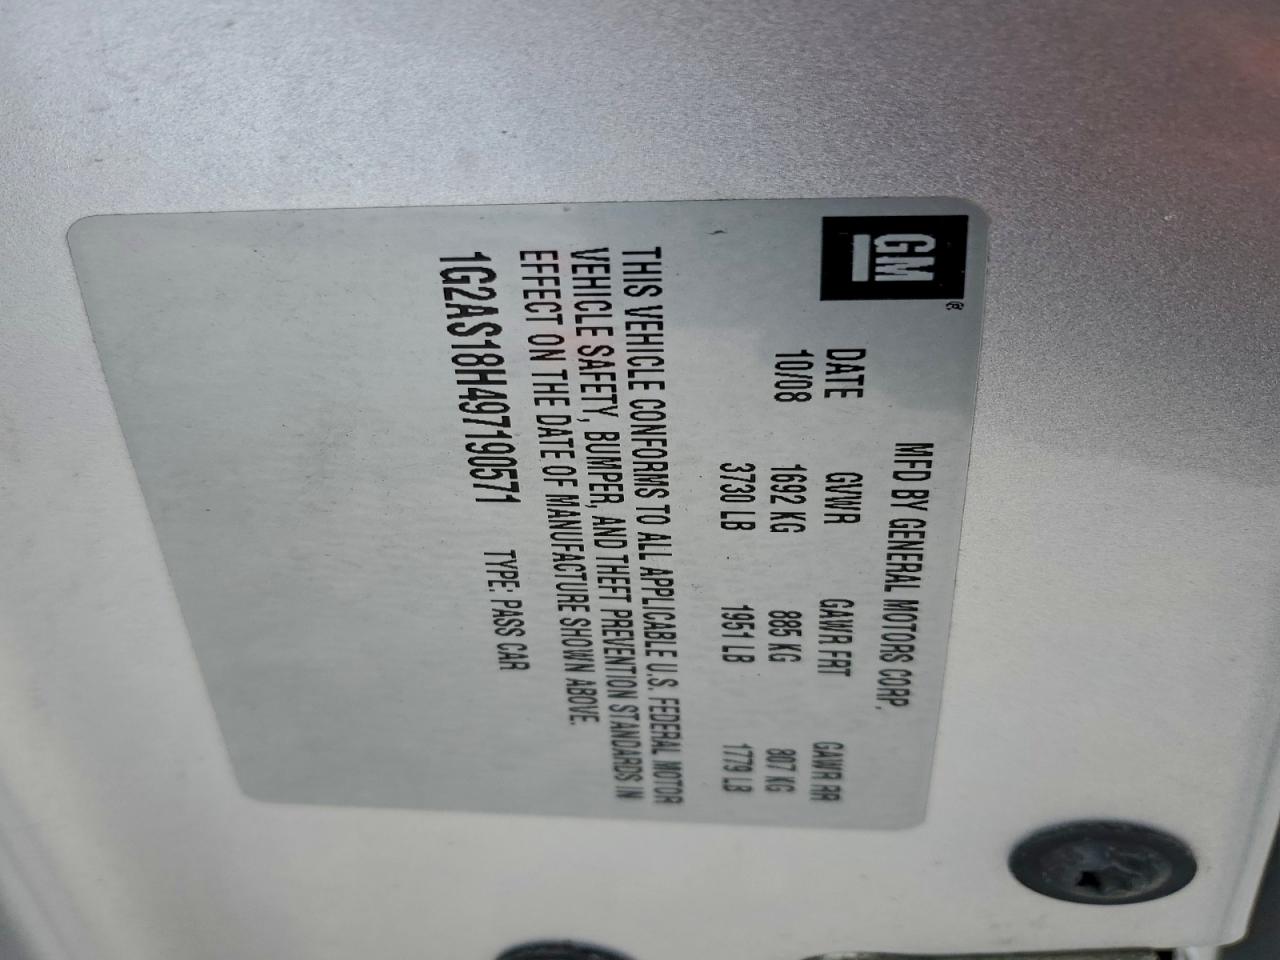 GM ®
MFD BY GENERAL MOTORS CORP.
DATE GVWR GAWR FRT GAWR RR
10/08 1692 KG 885 KG 807 KG
3730 LB 1951 LB 1779 LB
THIS VEHICLE CONFORMS TO ALL APPLICABLE U.S. FEDERAL MOTOR
VEHICLE SAFETY, BUMPER, AND THEFT PREVENTION STANDARDS IN
EFFECT ON THE DATE OF MANUFACTURE SHOWN ABOVE.
1G2AS18H497190571 TYPE: PASS CAR